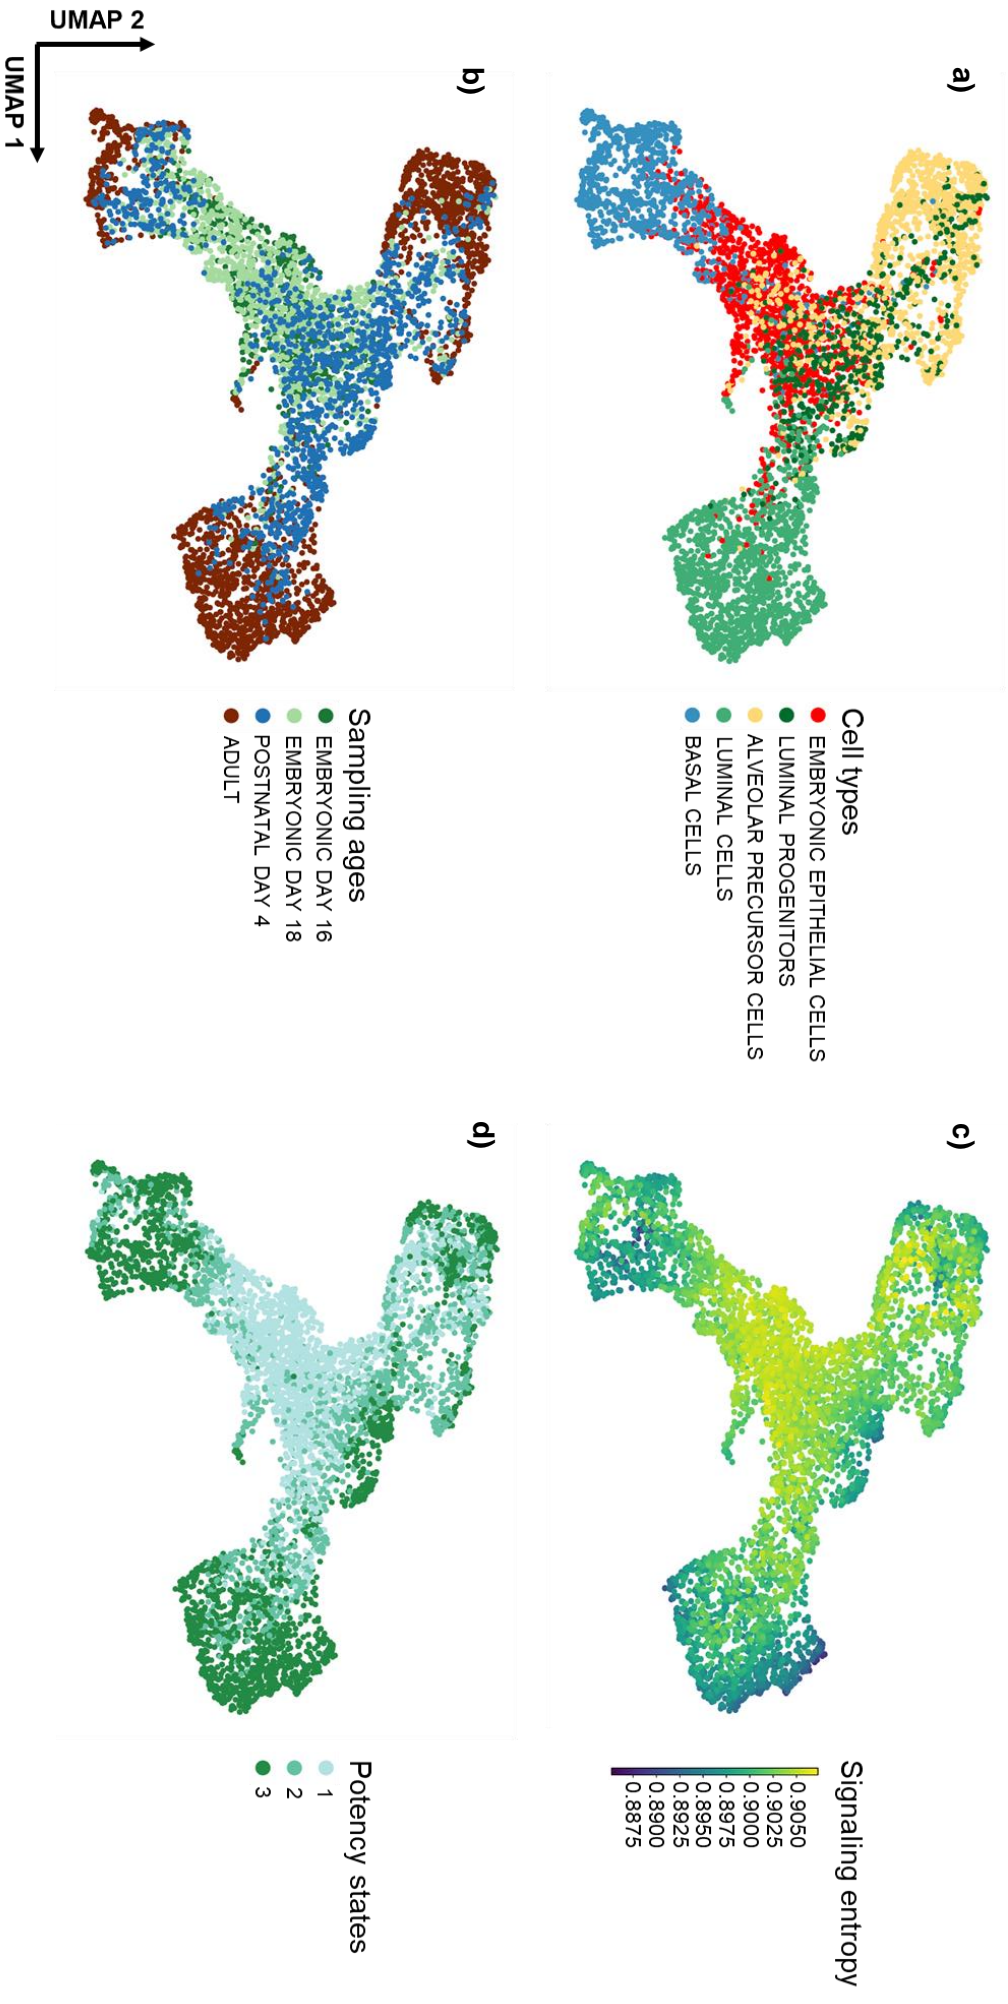 a)
Cell types
EMBRYONIC EPITHELIAL CELLS
LUMINAL PROGENITORS
ALVEOLAR PRECURSOR CELLS
LUMINAL CELLS
BASAL CELLS
c)
Signaling entropy
0.9050
0.9025
0.9000
0.8975
0.8950
0.8925
0.8900
0.8875
b)
Sampling ages
EMBRYONIC DAY 16
EMBRYONIC DAY 18
POSTNATAL DAY 4
ADULT
d)
Potency states
1
2
3
UMAP 2
UMAP 1